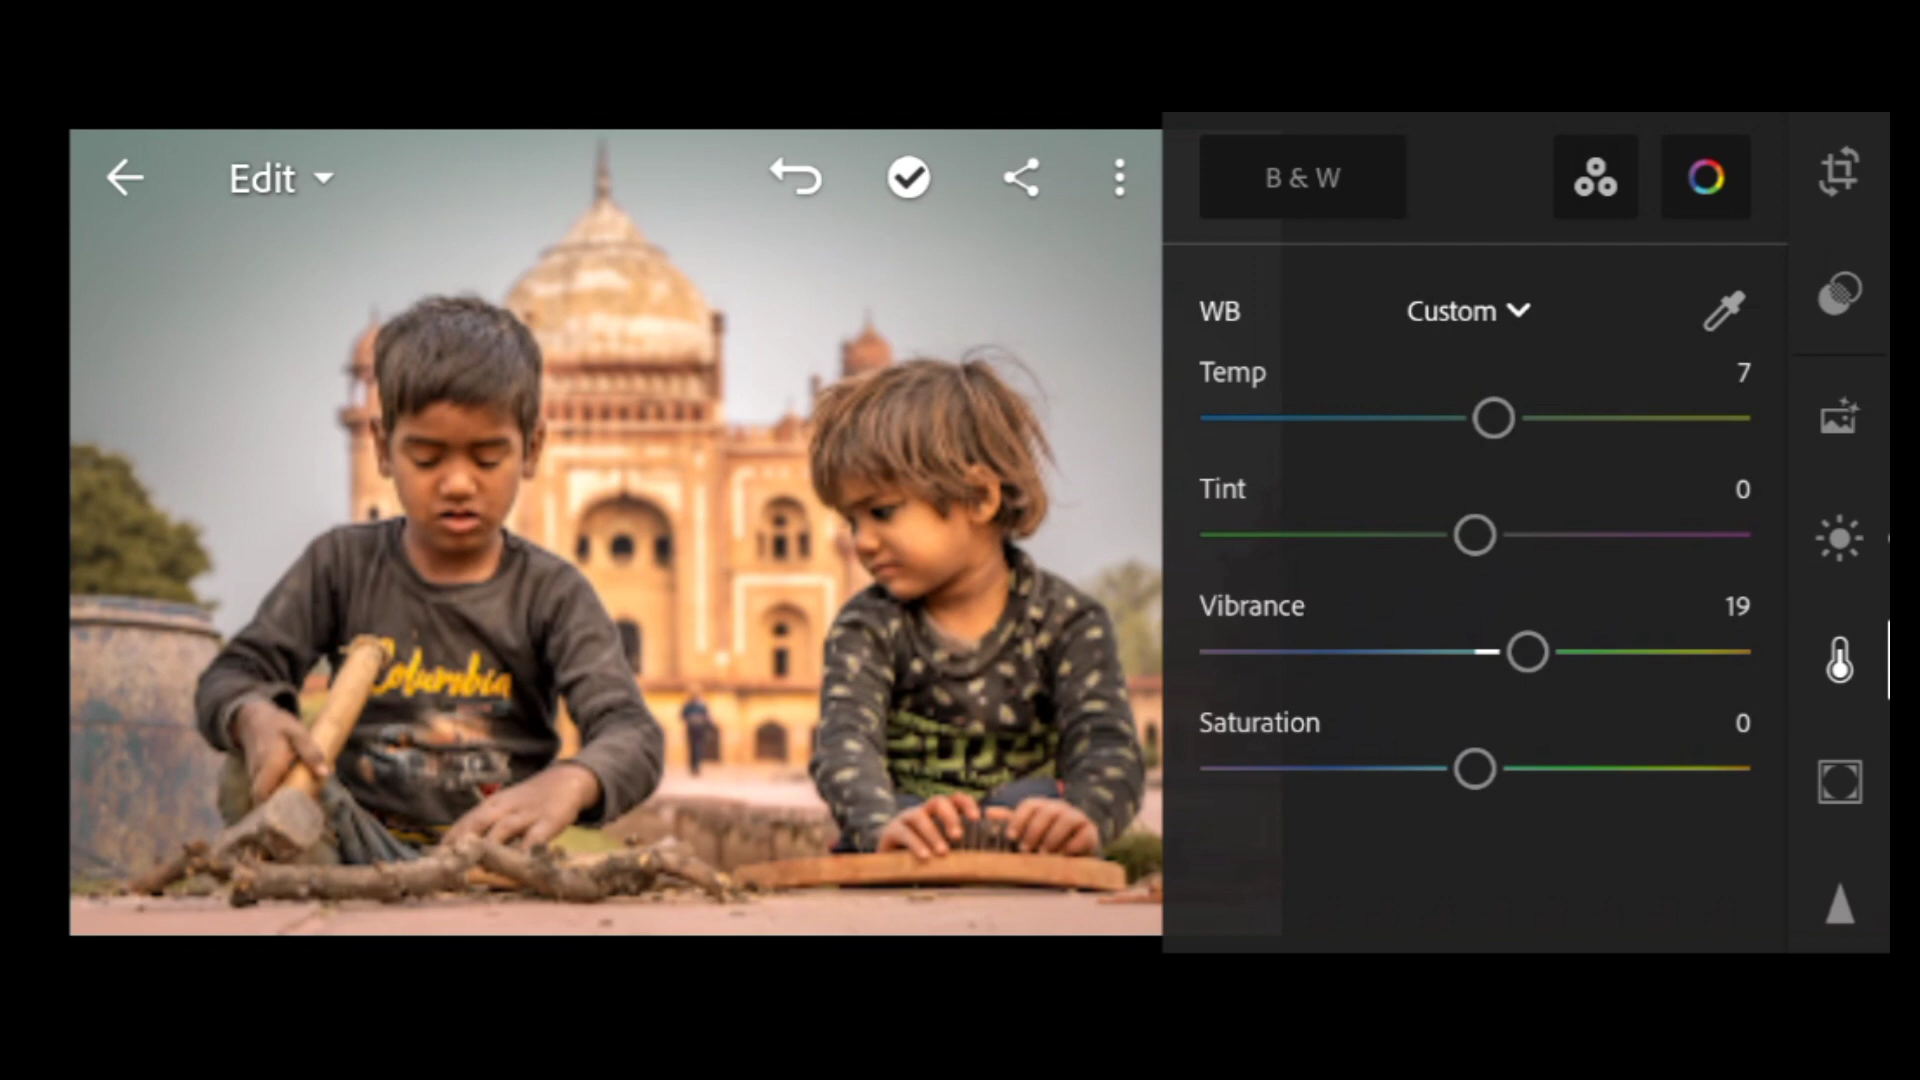 Edit
B & W
WB Custom
Temp 7
Tint 0
Vibrance 19
Saturation 0
Columbia